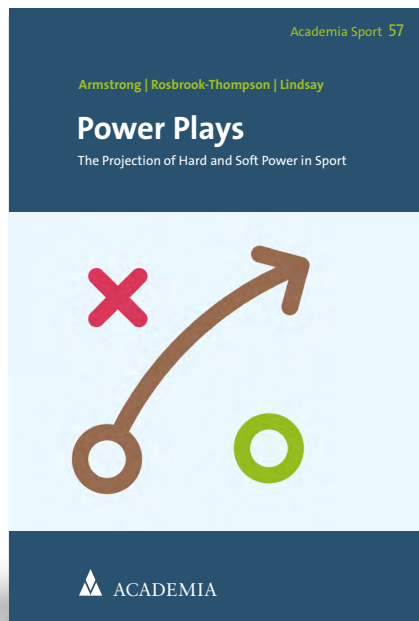 Academia Sport 57
Armstrong | Rosbrook-Thompson | Lindsay
Power Plays
The Projection of Hard and Soft Power in Sport
ACADEMIA